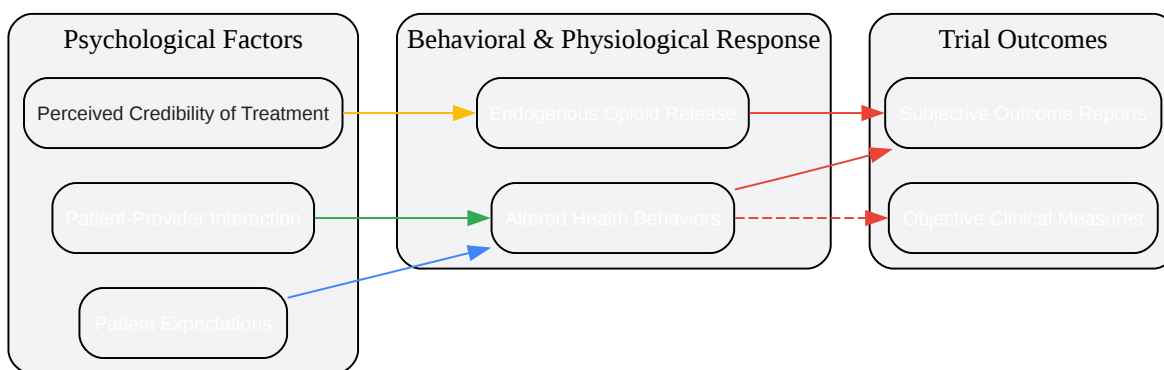 Psychological Factors
Perceived Credibility of Treatment
Patient-Provider Interaction
Patient Expectations
Behavioral & Physiological Response
Endogenous Opioid Release
Altered Health Behaviors
Trial Outcomes
Subjective Outcome Reports
Objective Clinical Measures